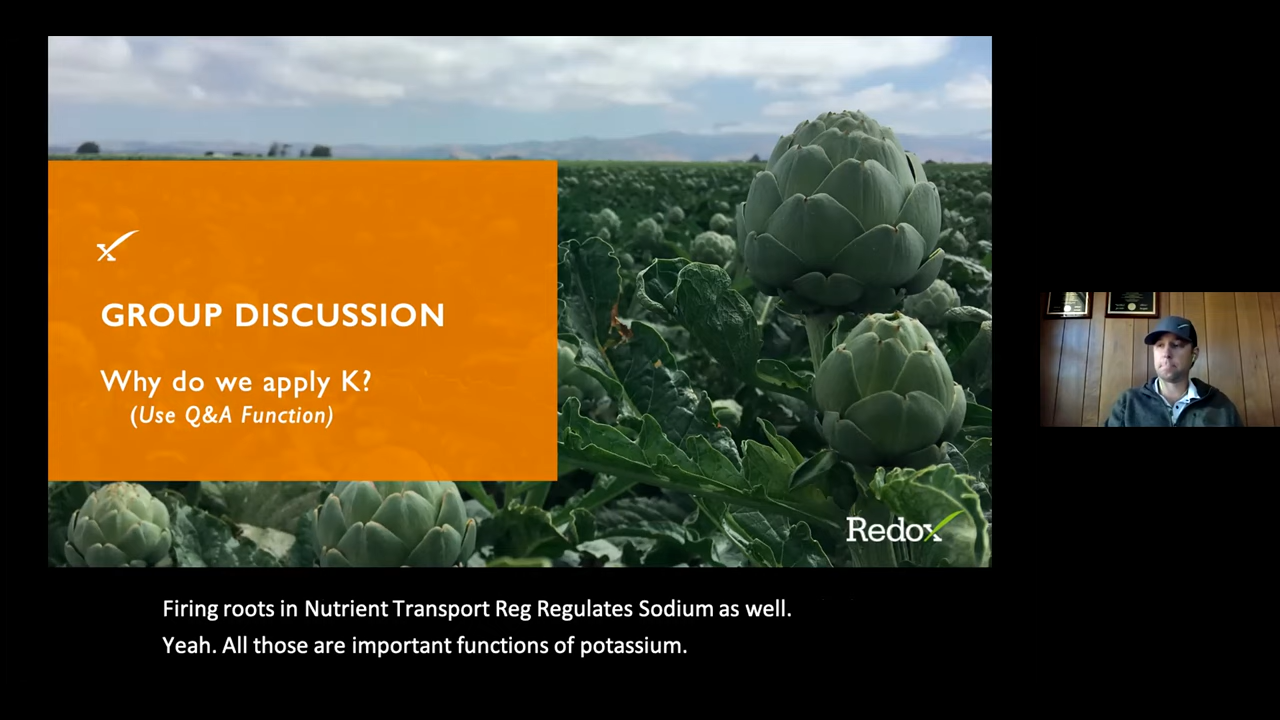 GROUP DISCUSSION
Why do we apply K?
(Use Q&A Function)
Redox
Firing roots in Nutrient Transport Reg Regulates Sodium as well.
Yeah. All those are important functions of potassium.